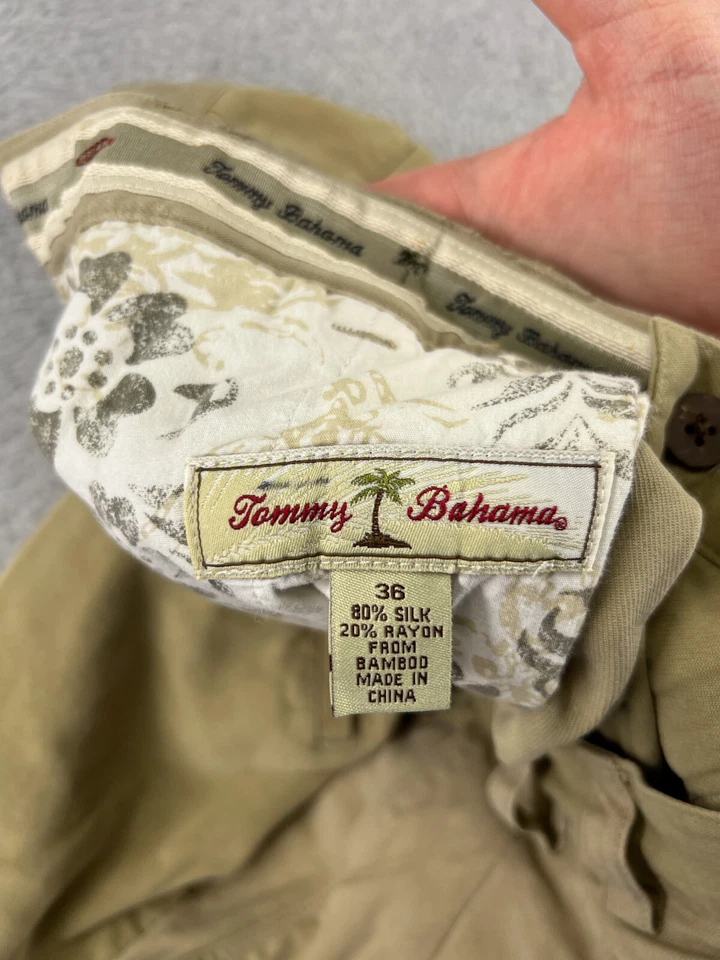 Tommy Bahama
Tommy Bahama
Tommy Bahama®
36
80% SILK
20% RAYON
FROM
BAMBOO
MADE IN
CHINA